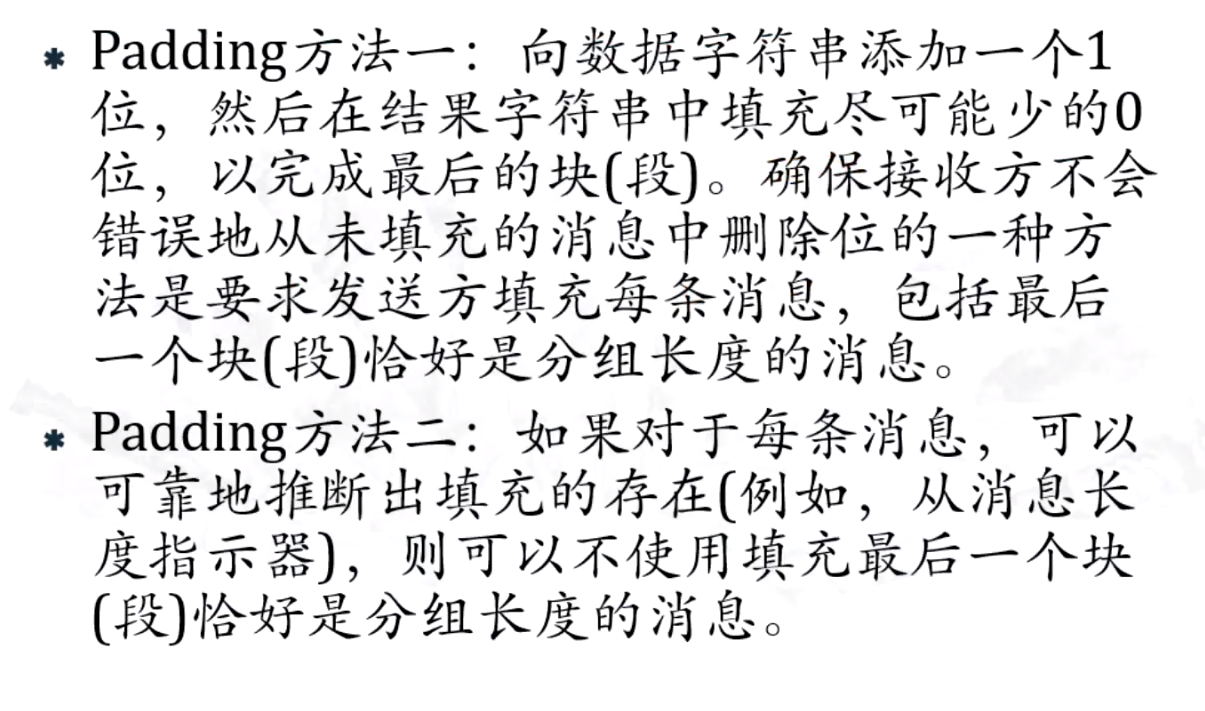 * Padding方法一：向数据字符串添加一个1
位，然后在结果字符串中填充尽可能少的0
位，以完成最后的块(段)。确保接收方不会
错误地从未填充的消息中删除位的一种方
法是要求发送方填充每条消息，包括最后
一个块(段)恰好是分组长度的消息。
* Padding方法二：如果对于每条消息，可以
可靠地推断出填充的存在(例如，从消息长
度指示器)，则可以不使用填充最后一个块
(段)恰好是分组长度的消息。